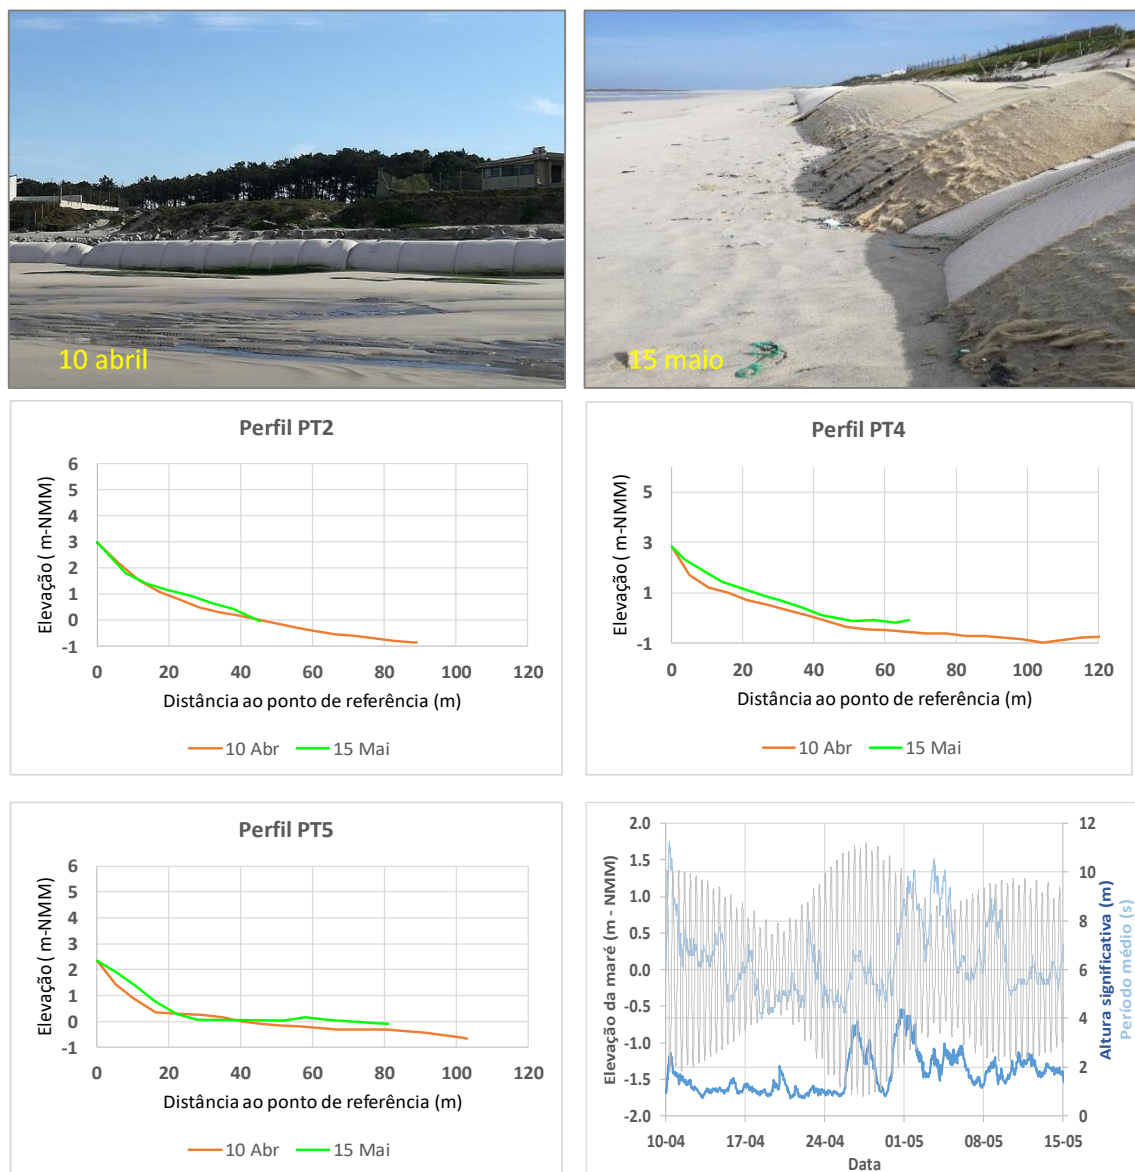 10 abril
15 maio
Perfil PT2
Elevação ( m-NMM)
6
5
4
3
2
1
0
-1
0 20 40 60 80 100 120
Distância ao ponto de referência (m)
10 Abr 15 Mai
Perfil PT4
Elevação ( m-NMM)
5
3
1
-1
0 20 40 60 80 100 120
Distância ao ponto de referência (m)
10 Abr 15 Mai
Perfil PT5
Elevação ( m-NMM)
6
5
4
3
2
1
0
-1
0 20 40 60 80 100 120
Distância ao ponto de referência (m)
10 Abr 15 Mai
Elevação da maré (m - NMM)
2.0
1.5
1.0
0.5
0.0
-0.5
-1.0
-1.5
-2.0
12
10
8
6
4
2
0
Altura significativa (m)
Período médio (s)
10-04 17-04 24-04 01-05 08-05 15-05
Data